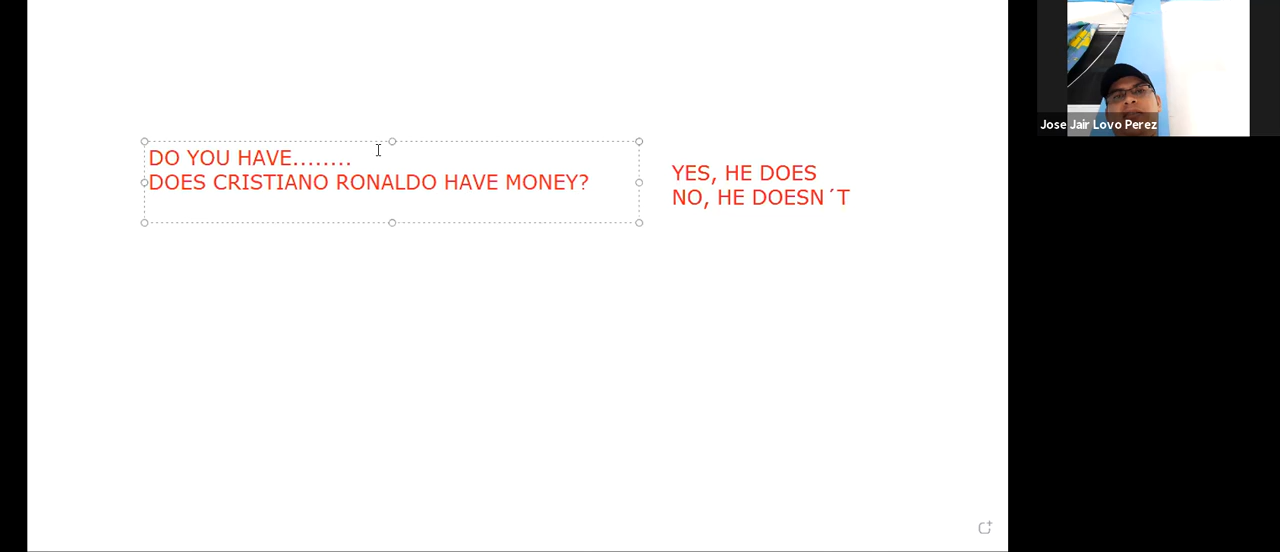 DO YOU HAVE........
DOES CRISTIANO RONALDO HAVE MONEY?
YES, HE DOES
NO, HE DOESN´T
Jose Jair Lovo Perez